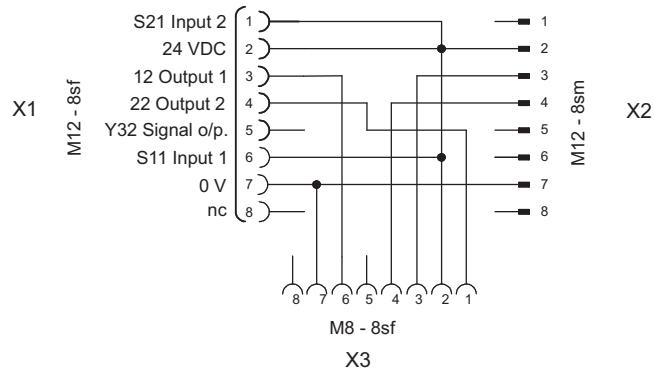 S21 Input 2 1 1
24 VDC 2 2
12 Output 1 3 3
22 Output 2 4 4
Y32 Signal o/p. 5 5
S11 Input 1 6 6
0 V 7 7
nc 8 8
X1
M12 - 8sf
M12 - 8sm
X2
8 7 6 5 4 3 2 1
M8 - 8sf
X3